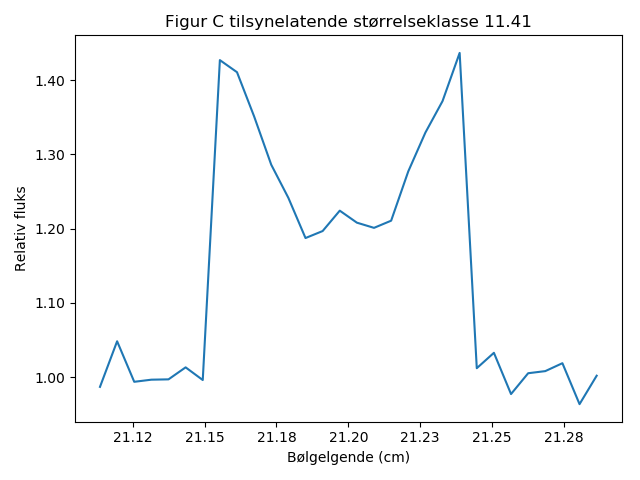 Figur C tilsynelatende størrelseklasse 11.41
1.40
1.30
1.20
1.10
1.00
Relativ fluks
21.12 21.15 21.18 21.20 21.23 21.25 21.28
Bølgelgende (cm)